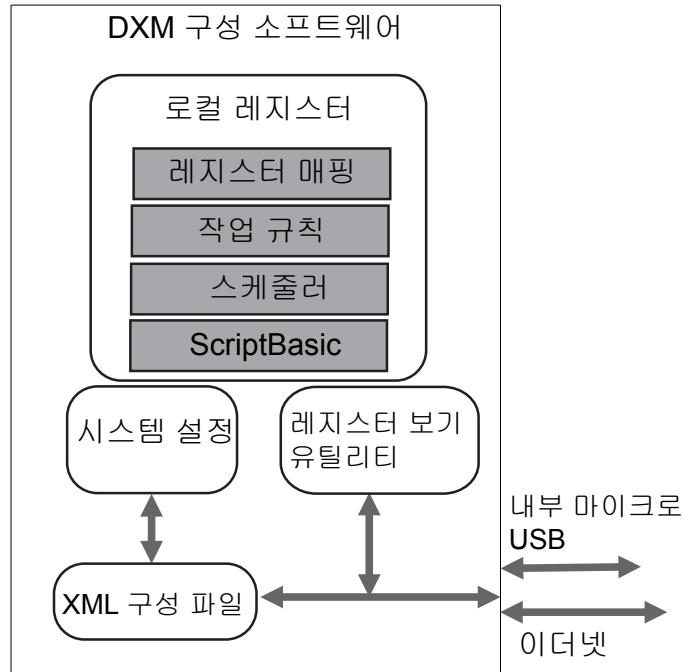 DXM 구성 소프트웨어
로컬 레지스터
레지스터 매핑
작업 규칙
스케줄러
ScriptBasic
시스템 설정
레지스터 보기
유틸리티
내부 마이크로
USB
XML 구성 파일
이더넷